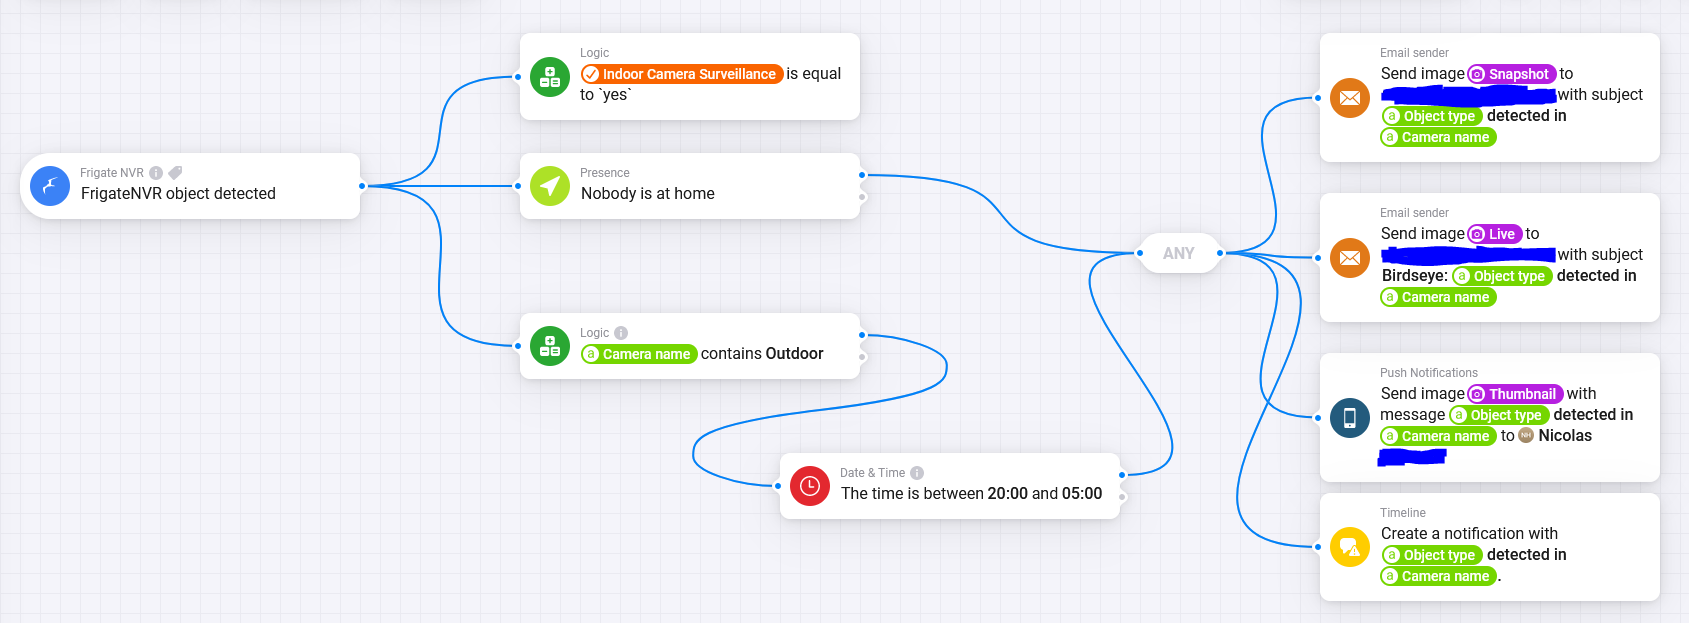 Frigate NVR
FrigateNVR object detected
Logic
Indoor Camera Surveillance is equal
to `yes`
Presence
Nobody is at home
Logic
Camera name contains Outdoor
Date & Time
The time is between 20:00 and 05:00
ANY
Email sender
Send image Snapshot to
with subject
Object type detected in
Camera name
Email sender
Send image Live to
with subject
Birdseye: Object type detected in
Camera name
Push Notifications
Send image Thumbnail with
message Object type detected in
Camera name to NH Nicolas
Timeline
Create a notification with
Object type detected in
Camera name .